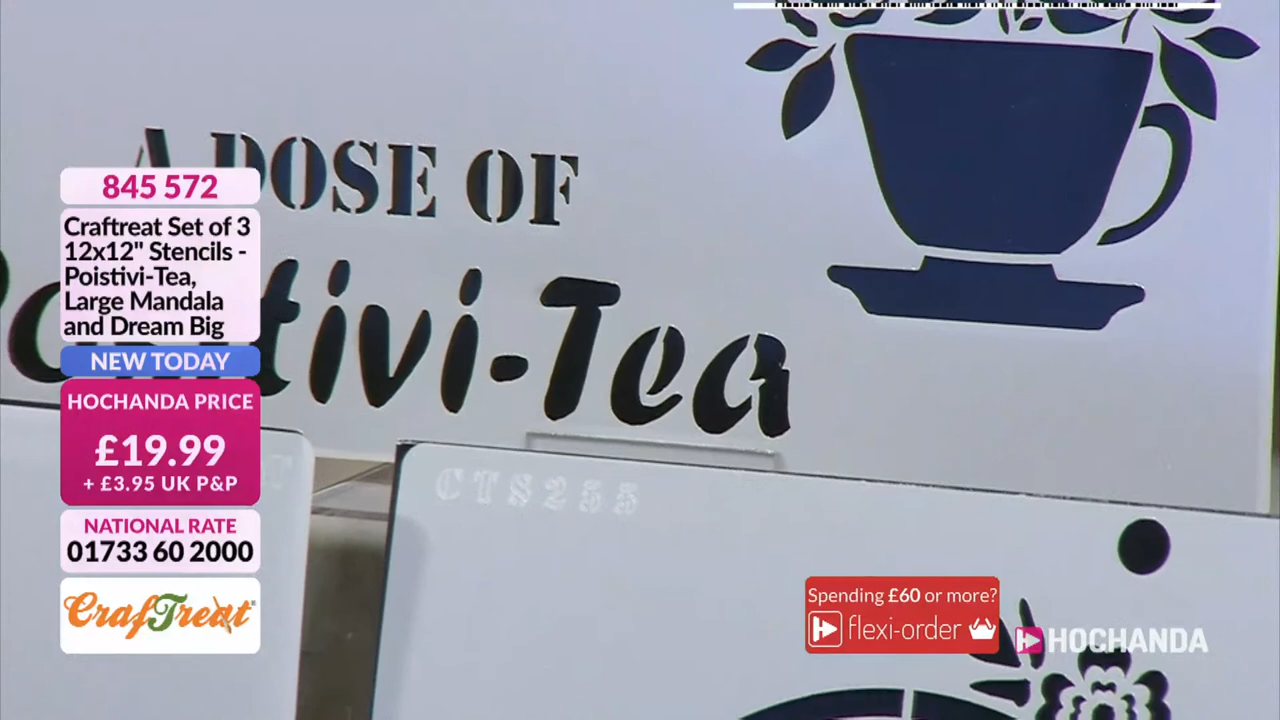 A DOSE OF
Positivi-Tea
845 572
Craftreat Set of 3
12x12" Stencils -
Poistivi-Tea,
Large Mandala
and Dream Big
NEW TODAY
HOCHANDA PRICE
£19.99
+ £3.95 UK P&P
NATIONAL RATE
01733 60 2000
CrafTreat
CTS255
Spending £60 or more?
flexi-order
HOCHANDA